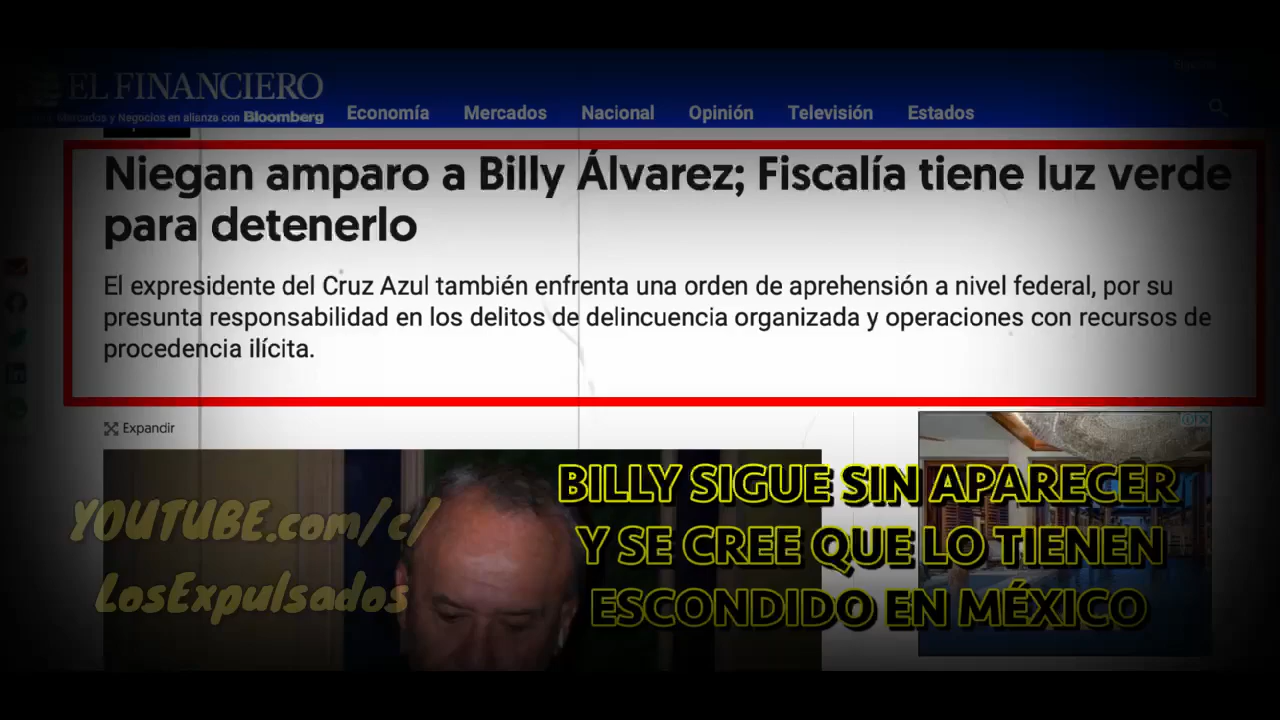 EL FINANCIERO
Mercados y Negocios en alianza con Bloomberg
Economía Mercados Nacional Opinión Televisión Estados
Niegan amparo a Billy Álvarez; Fiscalía tiene luz verde
para detenerlo
El expresidente del Cruz Azul también enfrenta una orden de aprehensión a nivel federal, por su
presunta responsabilidad en los delitos de delincuencia organizada y operaciones con recursos de
procedencia ilícita.
Expandir
YOUTUBE.com/c/
LosExpulsados
BILLY SIGUE SIN APARECER
Y SE CREE QUE LO TIENEN
ESCONDIDO EN MÉXICO